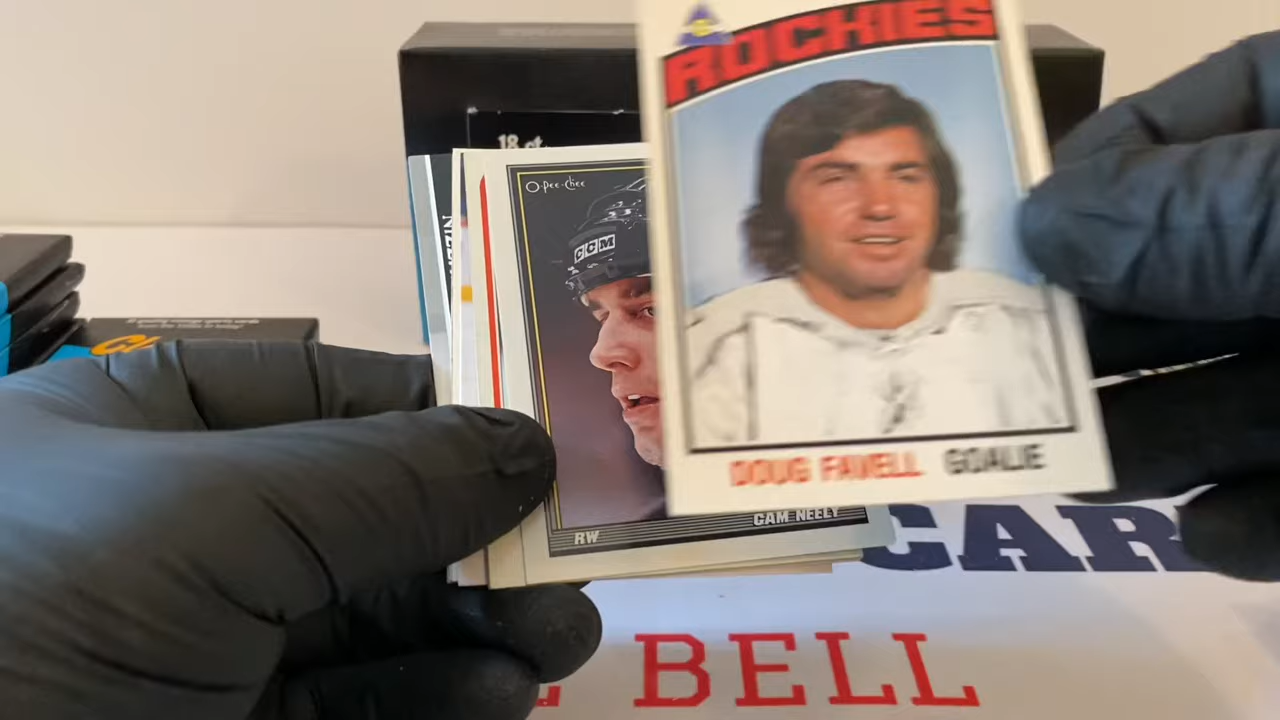 ROCKIES
18 ct.
O-Pee-Chee
CCM
DOUG FAVELL GOALIE
CAM NEELY
RW
CAR
BELL